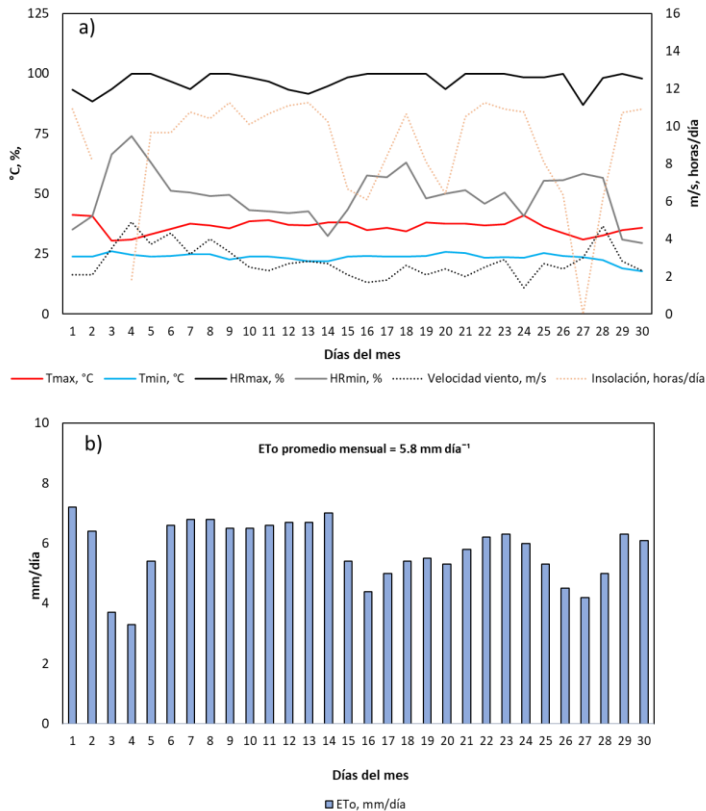 a)
°C, %,
m/s, horas/día
125
100
75
50
25
0
16
14
12
10
8
6
4
2
0
1 2 3 4 5 6 7 8 9 10 11 12 13 14 15 16 17 18 19 20 21 22 23 24 25 26 27 28 29 30
Días del mes
Tmax, °C Tmin, °C HRmax, % HRmin, % Velocidad viento, m/s Insolación, horas/día
b)
ETo promedio mensual = 5.8 mm día⁻¹
mm/día
10
8
6
4
2
0
1 2 3 4 5 6 7 8 9 10 11 12 13 14 15 16 17 18 19 20 21 22 23 24 25 26 27 28 29 30
Días del mes
ETo, mm/día